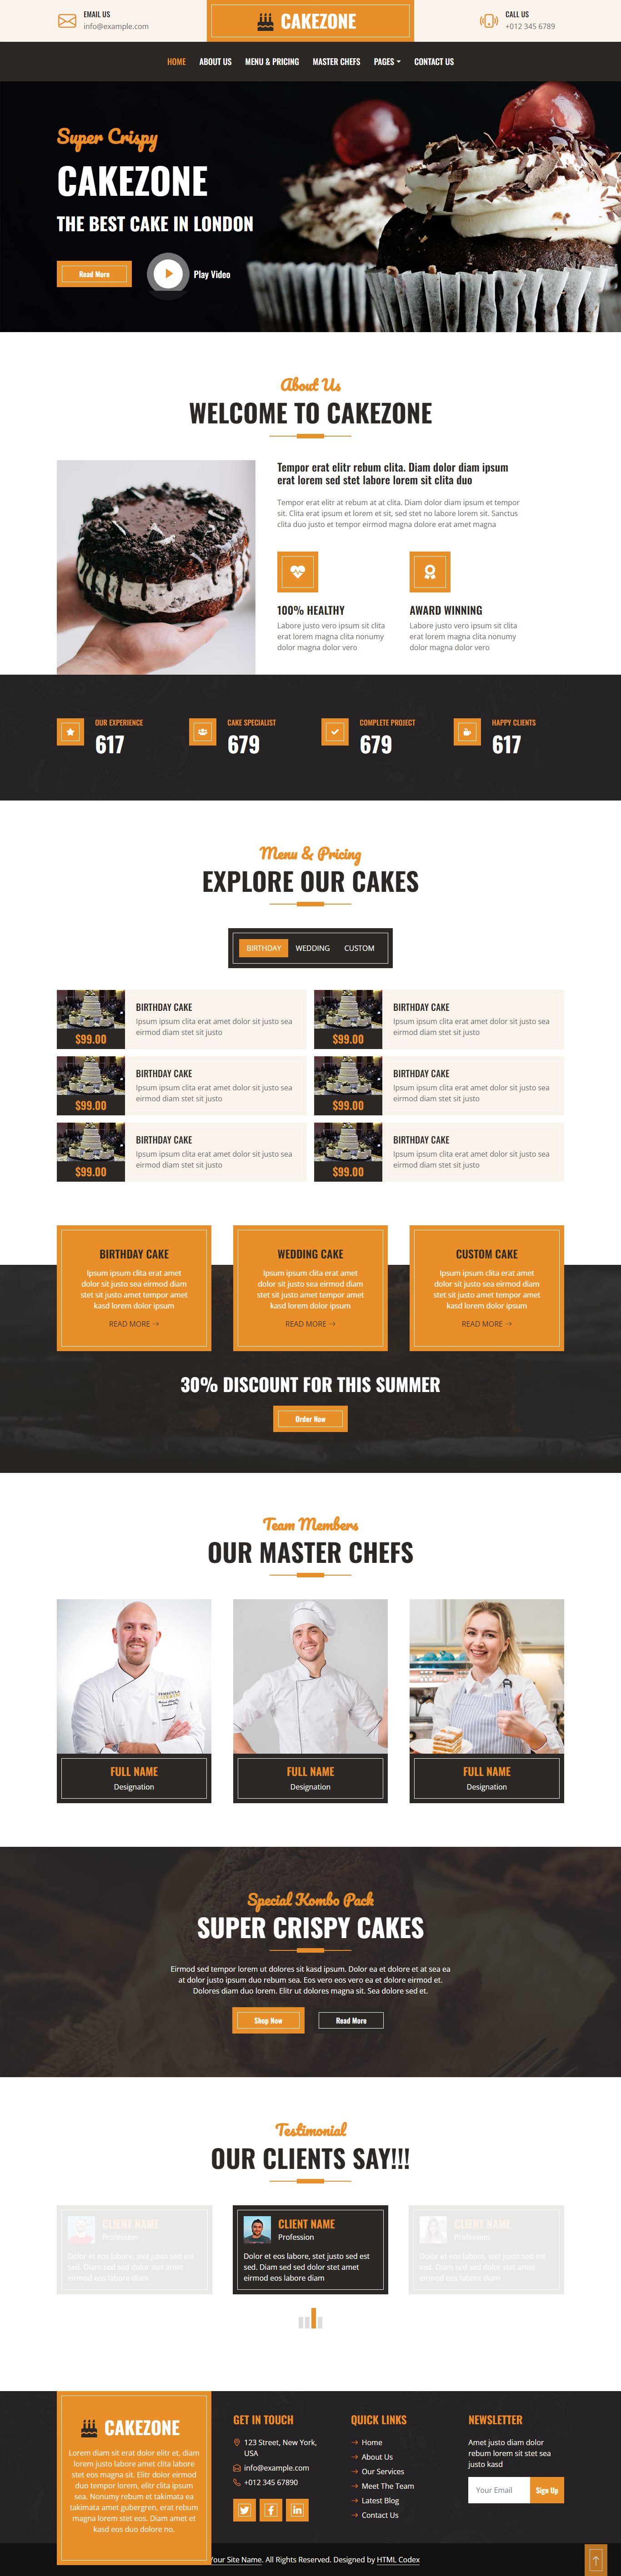 EMAIL US
info@example.com
CAKEZONE
CALL US
+012 345 6789
HOME ABOUT US MENU & PRICING MASTER CHEFS PAGES CONTACT US
Super Crispy
CAKEZONE
THE BEST CAKE IN LONDON
Read More
Play Video
About Us
WELCOME TO CAKEZONE
Tempor erat elitr rebum clita. Diam dolor diam ipsum
erat lorem sed stet labore lorem sit clita duo
Tempor erat elitr at rebum at at clita. Diam dolor diam ipsum et tempor
sit. Clita erat ipsum et lorem et sit, sed stet no labore lorem sit. Sanctus
clita duo justo et tempor eirmod magna dolore erat amet magna
100% HEALTHY
Labore justo vero ipsum sit clita
erat lorem magna clita nonumy
dolor magna dolor vero
AWARD WINNING
Labore justo vero ipsum sit clita
erat lorem magna clita nonumy
dolor magna dolor vero
OUR EXPERIENCE
617
CAKE SPECIALIST
679
COMPLETE PROJECT
679
HAPPY CLIENTS
617
Menu & Pricing
EXPLORE OUR CAKES
BIRTHDAY WEDDING CUSTOM
BIRTHDAY CAKE
Ipsum ipsum clita erat amet dolor sit justo sea
eirmod diam stet sit justo
$99.00
BIRTHDAY CAKE
Ipsum ipsum clita erat amet dolor sit justo sea
eirmod diam stet sit justo
$99.00
BIRTHDAY CAKE
Ipsum ipsum clita erat amet dolor sit justo sea
eirmod diam stet sit justo
$99.00
BIRTHDAY CAKE
Ipsum ipsum clita erat amet dolor sit justo sea
eirmod diam stet sit justo
$99.00
BIRTHDAY CAKE
Ipsum ipsum clita erat amet dolor sit justo sea
eirmod diam stet sit justo
$99.00
BIRTHDAY CAKE
Ipsum ipsum clita erat amet dolor sit justo sea
eirmod diam stet sit justo
$99.00
BIRTHDAY CAKE
Ipsum ipsum clita erat amet
dolor sit justo sea eirmod diam
stet sit justo amet tempor amet
kasd lorem dolor ipsum
READ MORE →
WEDDING CAKE
Ipsum ipsum clita erat amet
dolor sit justo sea eirmod diam
stet sit justo amet tempor amet
kasd lorem dolor ipsum
READ MORE →
CUSTOM CAKE
Ipsum ipsum clita erat amet
dolor sit justo sea eirmod diam
stet sit justo amet tempor amet
kasd lorem dolor ipsum
READ MORE →
30% DISCOUNT FOR THIS SUMMER
Order Now
Team Members
OUR MASTER CHEFS
FULL NAME
Designation
FULL NAME
Designation
FULL NAME
Designation
Special Kombo Pack
SUPER CRISPY CAKES
Eirmod sed tempor lorem ut dolores sit kasd ipsum. Dolor ea et dolore et at sea ea
at dolor justo ipsum duo rebum sea. Eos vero eos vero ea et dolore eirmod et.
Dolores diam duo lorem. Elitr ut dolores magna sit. Sea dolore sed et.
Shop Now
Read More
Testimonial
OUR CLIENTS SAY!!!
CLIENT NAME
Profession
Dolor et eos labore, stet justo sed est
sed. Diam sed sed dolor stet amet
eirmod eos labore diam
CLIENT NAME
Profession
Dolor et eos labore, stet justo sed est
sed. Diam sed sed dolor stet amet
eirmod eos labore diam
CLIENT NAME
Profession
Dolor et eos labore, stet justo sed est
sed. Diam sed sed dolor stet amet
eirmod eos labore diam
CAKEZONE
Lorem diam sit erat dolor elitr et, diam
lorem justo labore amet clita labore
stet eos magna sit. Elitr dolor eirmod
duo tempor lorem, elitr clita ipsum
sea. Nonumy rebum et takimata ea
takimata amet gubergren, erat rebum
magna lorem stet eos. Diam amet et
kasd eos duo dolore no.
GET IN TOUCH
123 Street, New York,
USA
info@example.com
+012 345 67890
QUICK LINKS
→ Home
→ About Us
→ Our Services
→ Meet The Team
→ Latest Blog
→ Contact Us
NEWSLETTER
Amet justo diam dolor
rebum lorem sit stet sea
justo kasd
Your Email
Sign Up
Your Site Name. All Rights Reserved. Designed by HTML Codex